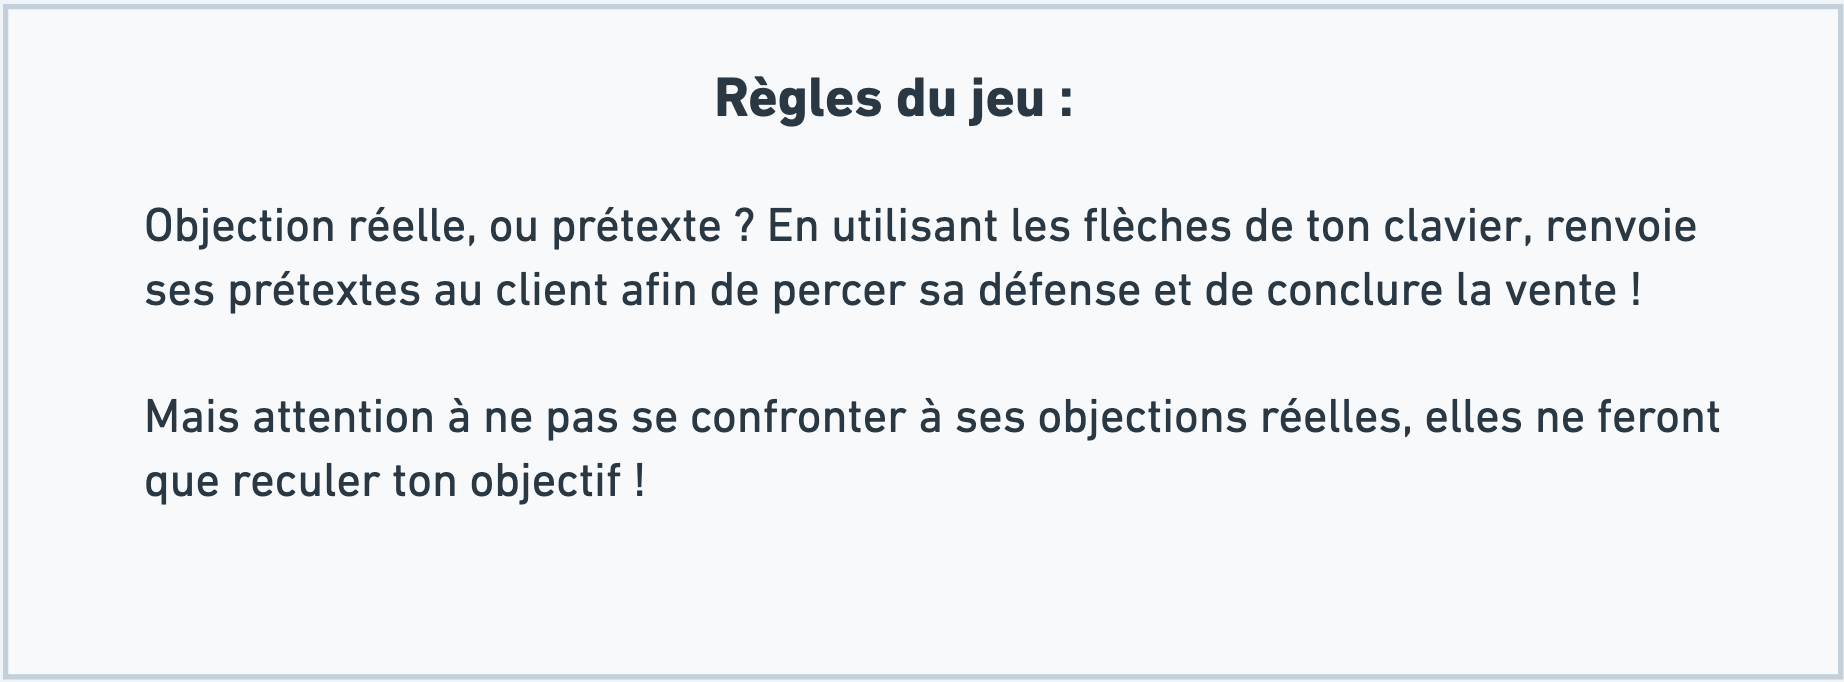 Règles du jeu :
Objection réelle, ou prétexte ? En utilisant les flèches de ton clavier, renvoie
ses prétextes au client afin de percer sa défense et de conclure la vente !
Mais attention à ne pas se confronter à ses objections réelles, elles ne feront
que reculer ton objectif !